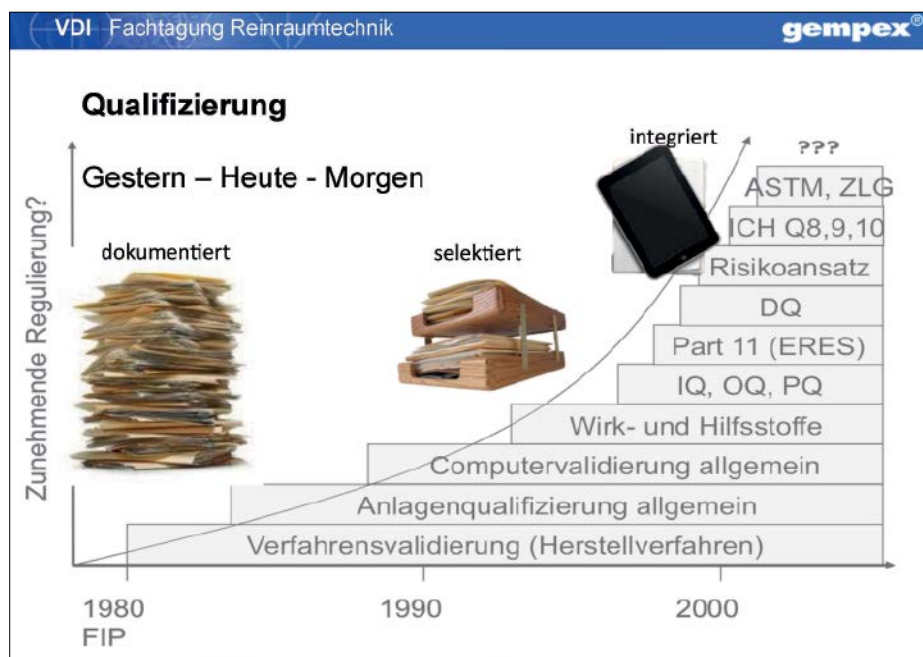 VDI Fachtagung Reinraumtechnik
gempex®
Qualifizierung
Gestern – Heute - Morgen
Zunehmende Regulierung?
dokumentiert
selektiert
integriert
???
ASTM, ZLG
ICH Q8,9,10
Risikoansatz
DQ
Part 11 (ERES)
IQ, OQ, PQ
Wirk- und Hilfsstoffe
Computervalidierung allgemein
Anlagenqualifizierung allgemein
Verfahrensvalidierung (Herstellverfahren)
1980
1990
2000
FIP